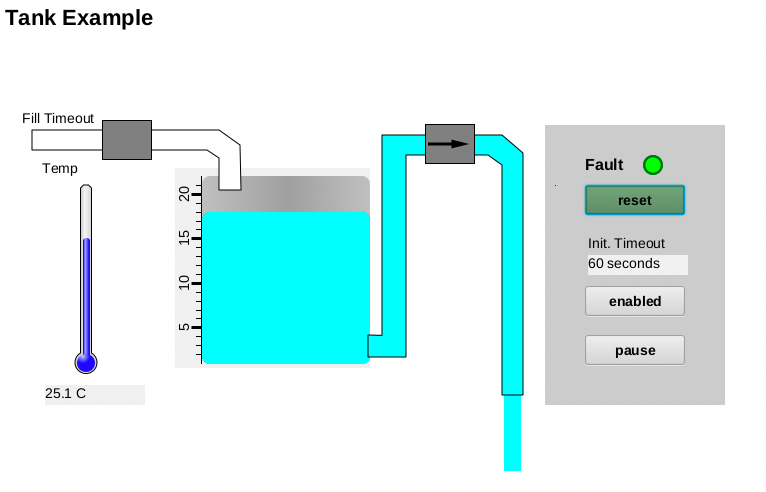 Tank Example
Fill Timeout
Temp
20
15
10
5
25.1 C
Fault
reset
Init. Timeout
60 seconds
enabled
pause